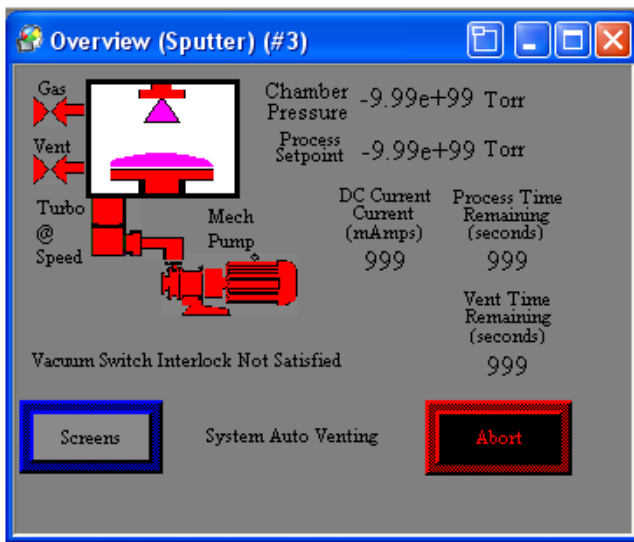 Overview (Sputter) (#3)
Gas
Vent
Turbo
@
Speed
Mech
Pump
Chamber
Pressure
-9.99e+99 Torr
Process
Setpoint
-9.99e+99 Torr
DC Current
Current
(mAmps)
999
Process Time
Remaining
(seconds)
999
Vent Time
Remaining
(seconds)
999
Vacuum Switch Interlock Not Satisfied
Screens
System Auto Venting
Abort